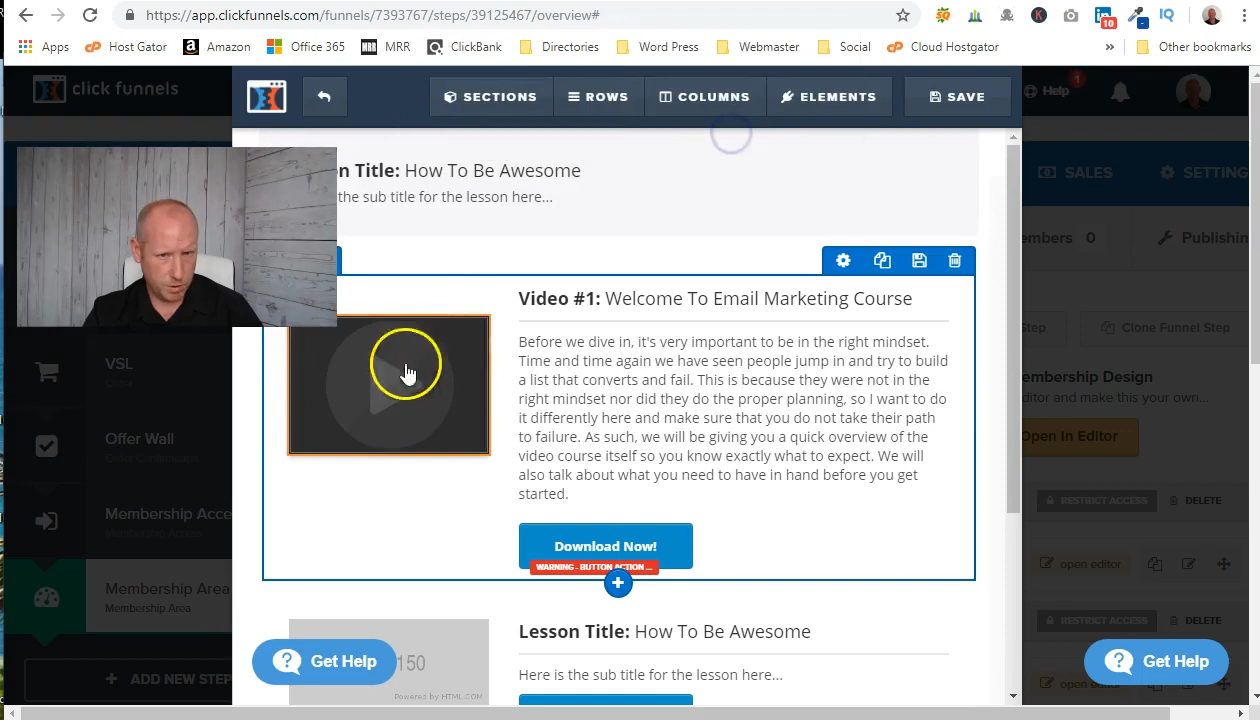 https://app.clickfunnels.com/funnels/7393767/steps/39125467/overview#
10
IQ
Apps
Host Gator
Amazon
Office 365
MRR
MRR
ClickBank
Directories
Word Press
Webmaster
Social
Cloud Hostgator
»
Other bookmarks
click funnels
SECTIONS
ROWS
COLUMNS
ELEMENTS
SAVE
Help
1
n Title: How To Be Awesome
the sub title for the lesson here...
SALES
SETTING
embers 0
Publishin
Video #1: Welcome To Email Marketing Course
Before we dive in, it's very important to be in the right mindset.
Time and time again we have seen people jump in and try to build
a list that converts and fail. This is because they were not in the
right mindset nor did they do the proper planning, so I want to do
it differently here and make sure that you do not take their path
to failure. As such, we will be giving you a quick overview of the
video course itself so you know exactly what to expect. We will
also talk about what you need to have in hand before you get
started.
Download Now!
WARNING - BUTTON ACTION ...
Step
Clone Funnel Step
embership Design
ditor and make this your own...
Open In Editor
RESTRICT ACCESS
DELETE
open editor
RESTRICT ACCESS
DELETE
open editor
VSL
Offer Wall
Offer Confirmation
Membership Acce
Membership Access
Membership Area
Membership Area
ADD NEW STEP
Lesson Title: How To Be Awesome
Here is the sub title for the lesson here...
150
Powered by HTML.COM
Get Help
Get Help